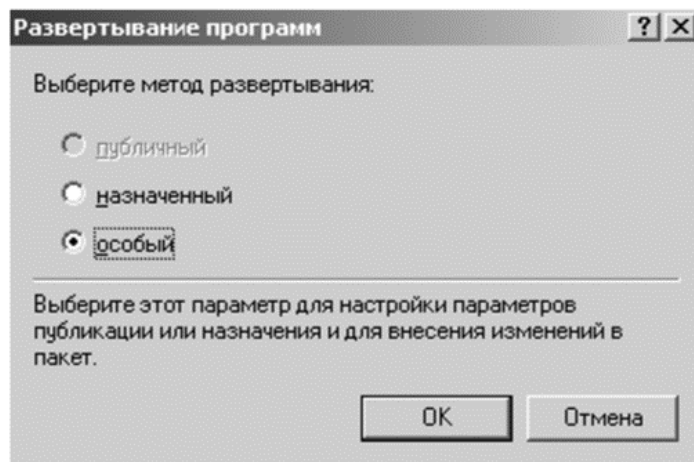 Развертывание программ
Выберите метод развертывания:
публичный
назначенный
особый
Выберите этот параметр для настройки параметров
публикации или назначения и для внесения изменений в
пакет.
OK
Отмена